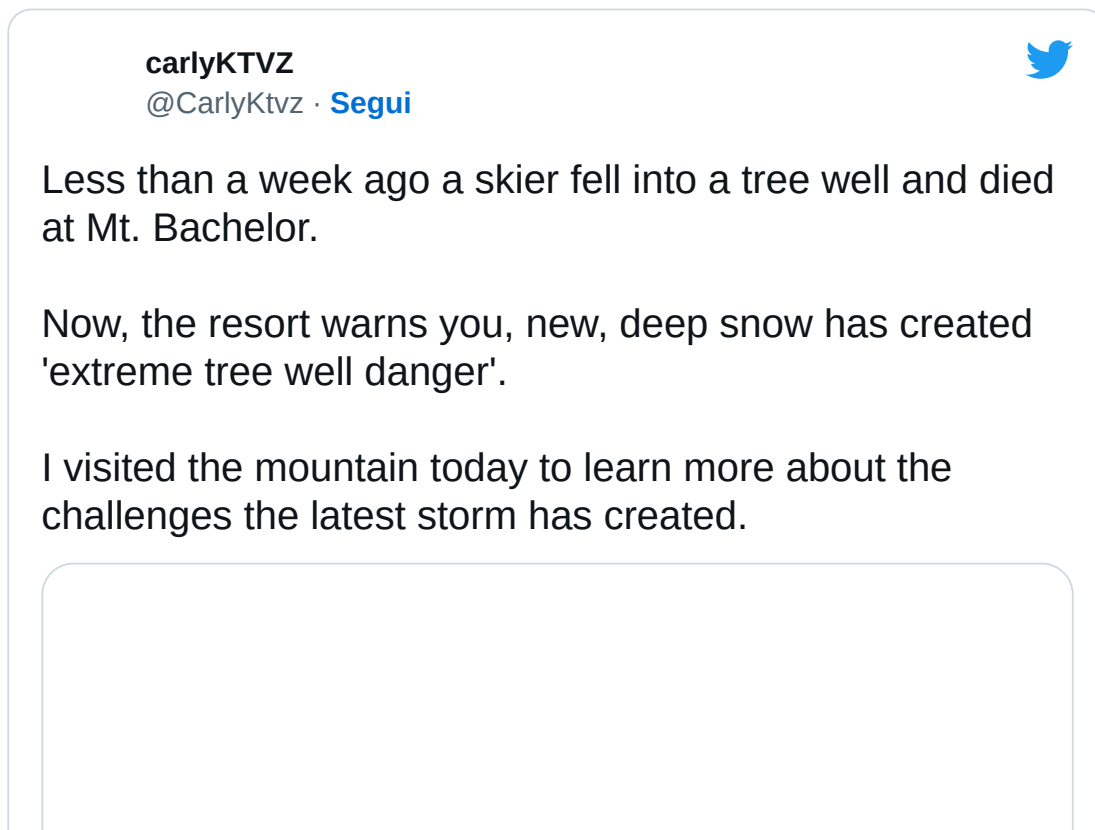 carlyKTVZ
@CarlyKtvz · Segui
Less than a week ago a skier fell into a tree well and died
at Mt. Bachelor.
Now, the resort warns you, new, deep snow has created
'extreme tree well danger'.
I visited the mountain today to learn more about the
challenges the latest storm has created.